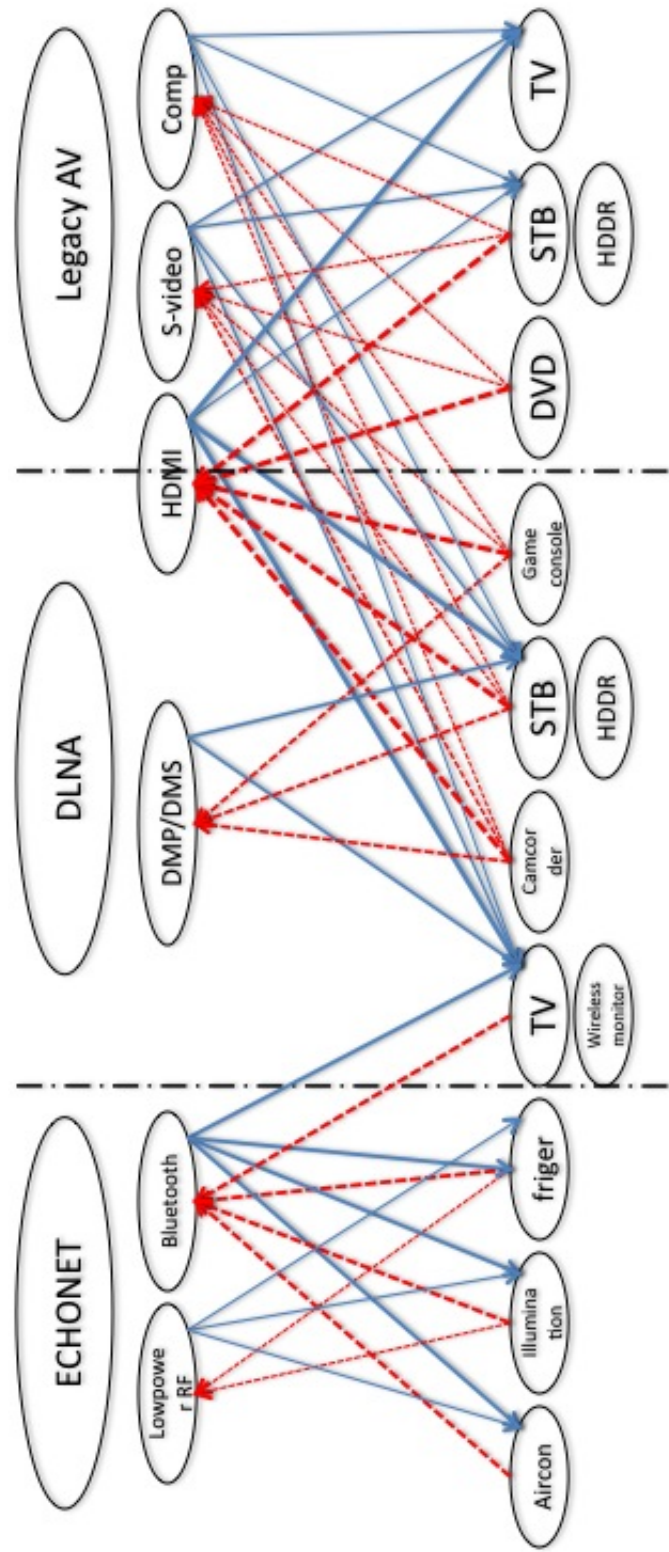 ECHONET
DLNA
Legacy AV
Lowpowe
r RF
Bluetooth
DMP/DMS
HDMI
S-video
Comp
Aircon
Illumina
tion
friger
TV
Camcor
der
STB
Game
console
DVD
STB
TV
Wireless
monitor
HDDR
HDDR